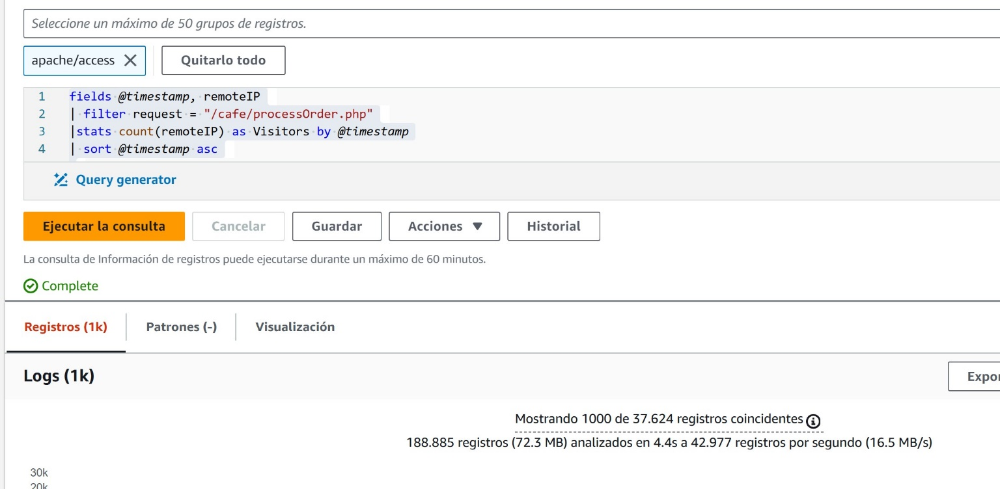 Seleccione un máximo de 50 grupos de registros.
apache/access
Quitarlo todo
1 fields @timestamp, remoteIP
2 | filter request = "/cafe/processOrder.php"
3 |stats count(remoteIP) as Visitors by @timestamp
4 | sort @timestamp asc
Query generator
Ejecutar la consulta
Cancelar
Guardar
Acciones
Historial
La consulta de Información de registros puede ejecutarse durante un máximo de 60 minutos.
Complete
Registros (1k)
Patrones (-)
Visualización
Logs (1k)
Mostrando 1000 de 37.624 registros coincidentes
188.885 registros (72.3 MB) analizados en 4.4s a 42.977 registros por segundo (16.5 MB/s)
30k
20k